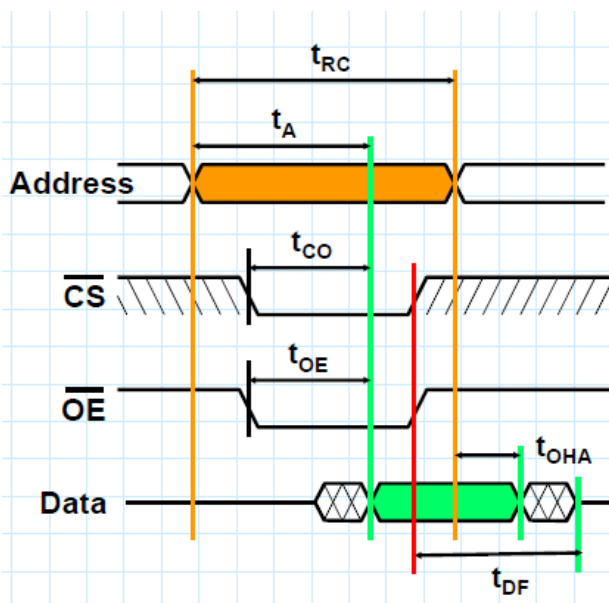 tRC
tA
Address
tCO
CS
tOE
OE
tOHA
Data
tDF